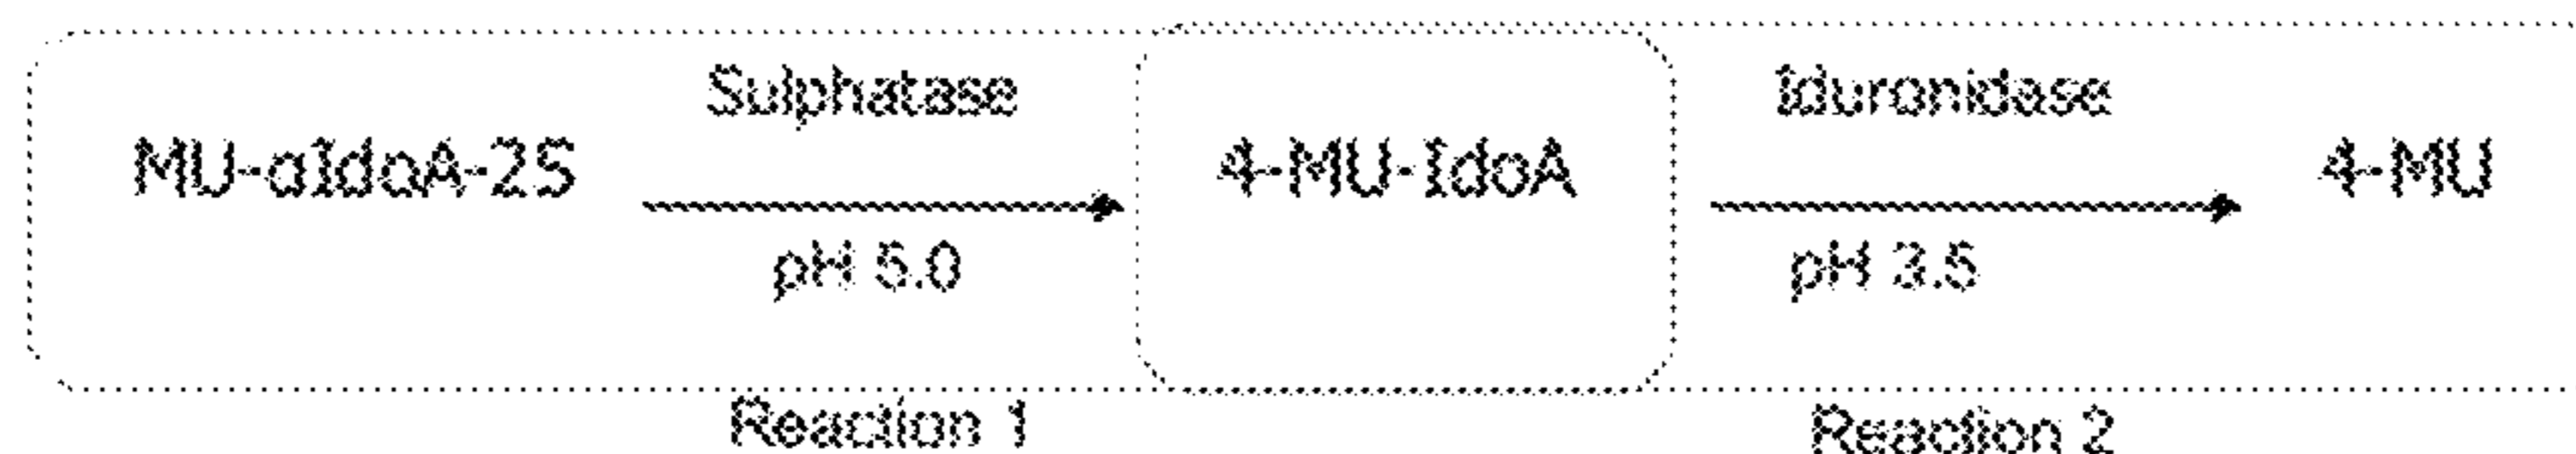 Sulphatase Iduronidase
MU-αIdoA-2S 4-MU-IdoA 4-MU
pH 5.0 pH 3.5
Reaction 1 Reaction 2